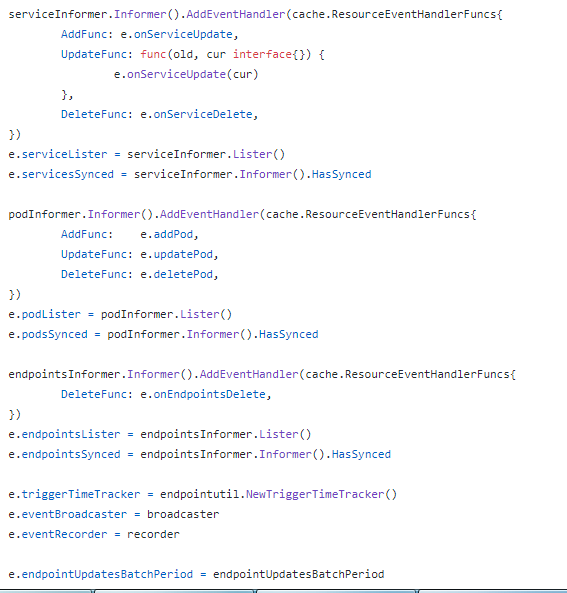 serviceInformer.Informer().AddEventHandler(cache.ResourceEventHandlerFuncs{
        AddFunc: e.onServiceUpdate,
        UpdateFunc: func(old, cur interface{}) {
                e.onServiceUpdate(cur)
        },
        DeleteFunc: e.onServiceDelete,
})
e.serviceLister = serviceInformer.Lister()
e.servicesSynced = serviceInformer.Informer().HasSynced

podInformer.Informer().AddEventHandler(cache.ResourceEventHandlerFuncs{
        AddFunc:    e.addPod,
        UpdateFunc: e.updatePod,
        DeleteFunc: e.deletePod,
})
e.podLister = podInformer.Lister()
e.podsSynced = podInformer.Informer().HasSynced

endpointsInformer.Informer().AddEventHandler(cache.ResourceEventHandlerFuncs{
        DeleteFunc: e.onEndpointsDelete,
})
e.endpointsLister = endpointsInformer.Lister()
e.endpointsSynced = endpointsInformer.Informer().HasSynced

e.triggerTimeTracker = endpointutil.NewTriggerTimeTracker()
e.eventBroadcaster = broadcaster
e.eventRecorder = recorder

e.endpointUpdatesBatchPeriod = endpointUpdatesBatchPeriod